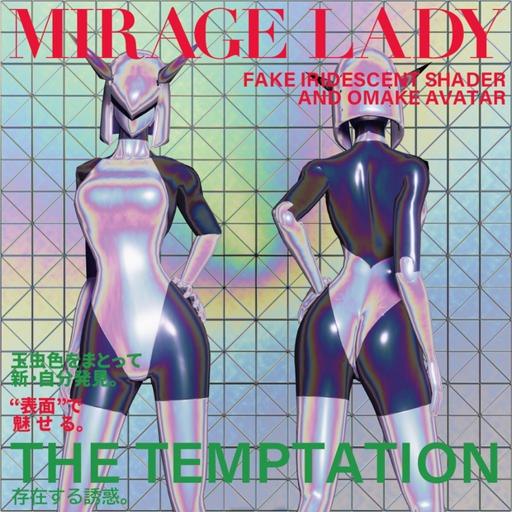 MIRAGE LADY
FAKE IRIDESCENT SHADER
AND OMAKE AVATAR
玉虫色をまとって
新・自分発見。
“表面”で
魅せる。
THE TEMPTATION
存在する誘惑。